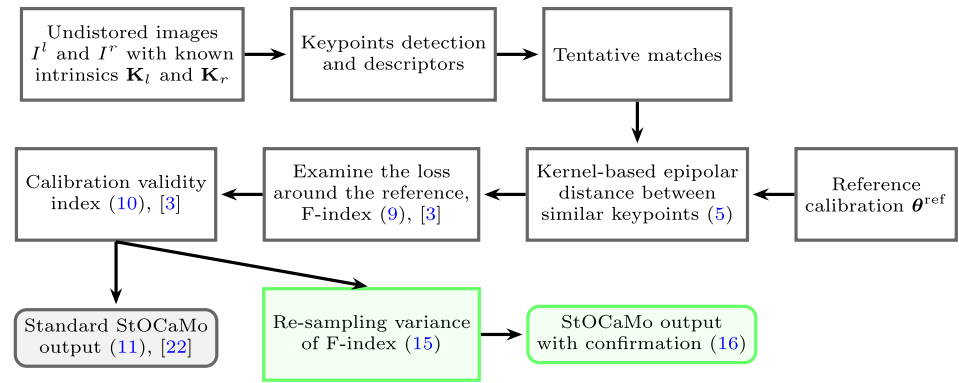 Undistored images
I^l and I^r with known
intrinsics K_l and K_r
Keypoints detection
and descriptors
Tentative matches
Calibration validity
index (10), [3]
Examine the loss
around the reference,
F-index (9), [3]
Kernel-based epipolar
distance between
similar keypoints (5)
Reference
calibration θ^ref
Standard StOCaMo
output (11), [22]
Re-sampling variance
of F-index (15)
StOCaMo output
with confirmation (16)